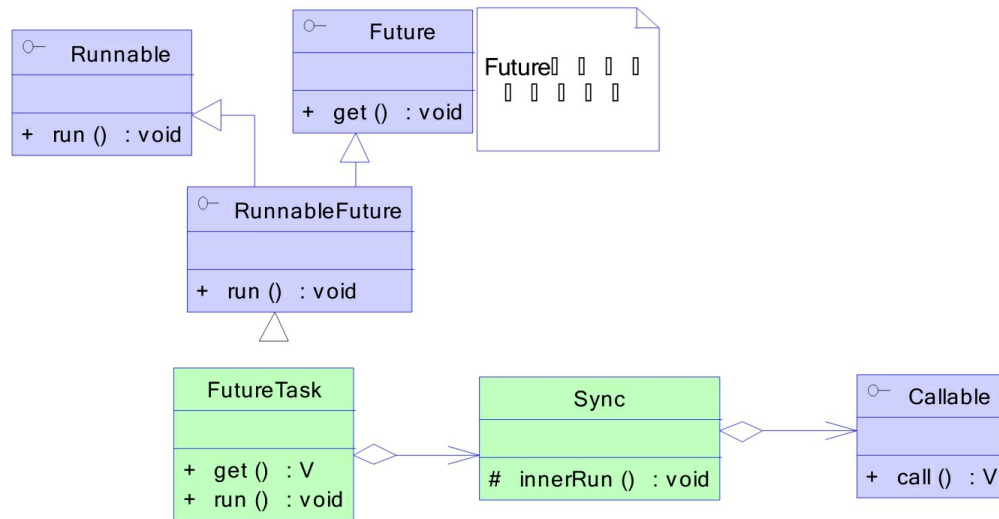 Future
Runnable
Future
+ get () : void
+ run () : void
RunnableFuture
+ run () : void
FutureTask
Sync
Callable
+ get () : V
+ run () : void
# innerRun () : void
+ call () : V